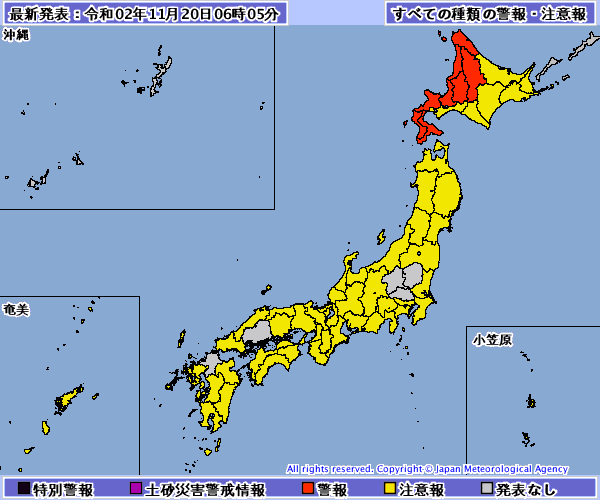 最新発表：令和02年11月20日06時05分
すべての種類の警報・注意報
沖縄
奄美
小笠原
All rights reserved. Copyright © Japan Meteorological Agency
特別警報
土砂災害警戒情報
警報
注意報
発表なし